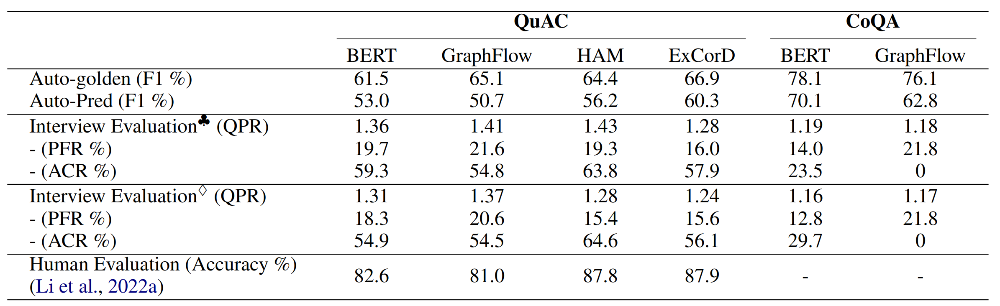 QuAC CoQA
BERT GraphFlow HAM ExCorD BERT GraphFlow
Auto-golden (F1 %) 61.5 65.1 64.4 66.9 78.1 76.1
Auto-Pred (F1 %) 53.0 50.7 56.2 60.3 70.1 62.8
Interview Evaluation♣ (QPR) 1.36 1.41 1.43 1.28 1.19 1.18
- (PFR %) 19.7 21.6 19.3 16.0 14.0 21.8
- (ACR %) 59.3 54.8 63.8 57.9 23.5 0
Interview Evaluation♢ (QPR) 1.31 1.37 1.28 1.24 1.16 1.17
- (PFR %) 18.3 20.6 15.4 15.6 12.8 21.8
- (ACR %) 54.9 54.5 64.6 56.1 29.7 0
Human Evaluation (Accuracy %)
(Li et al., 2022a) 82.6 81.0 87.8 87.9 - -